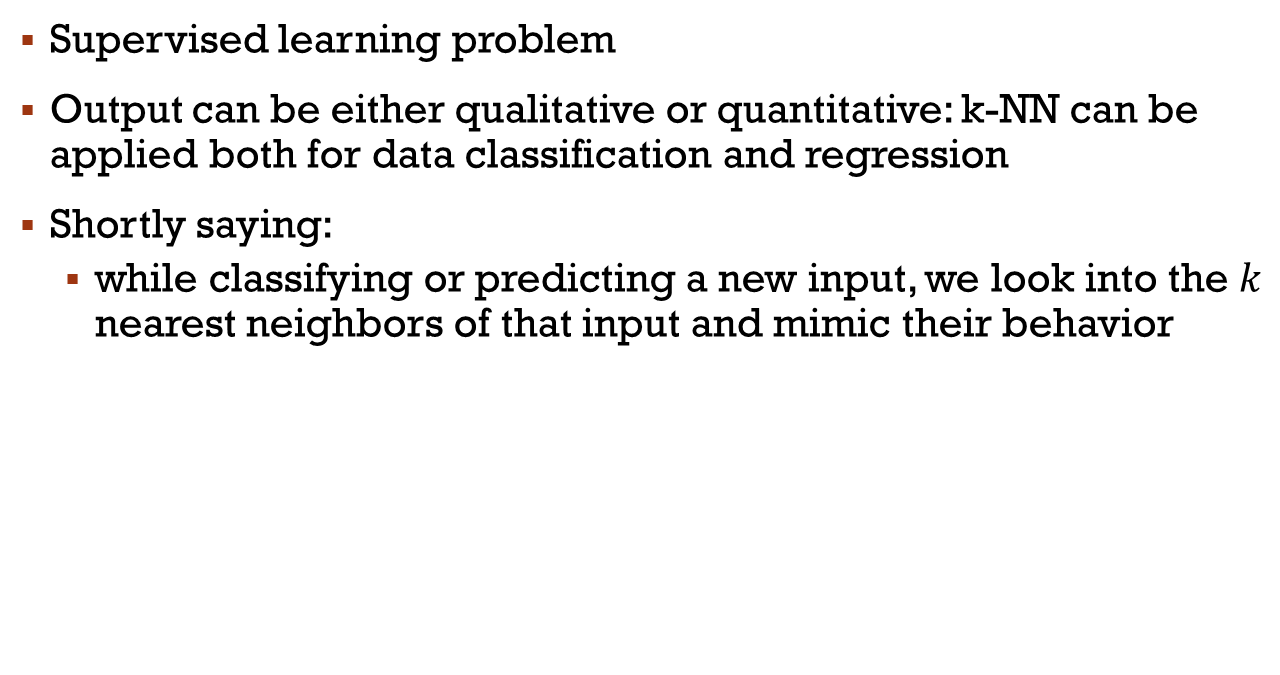 ▪ Supervised learning problem
▪ Output can be either qualitative or quantitative: k-NN can be
applied both for data classification and regression
▪ Shortly saying:
▪ while classifying or predicting a new input, we look into the k
nearest neighbors of that input and mimic their behavior